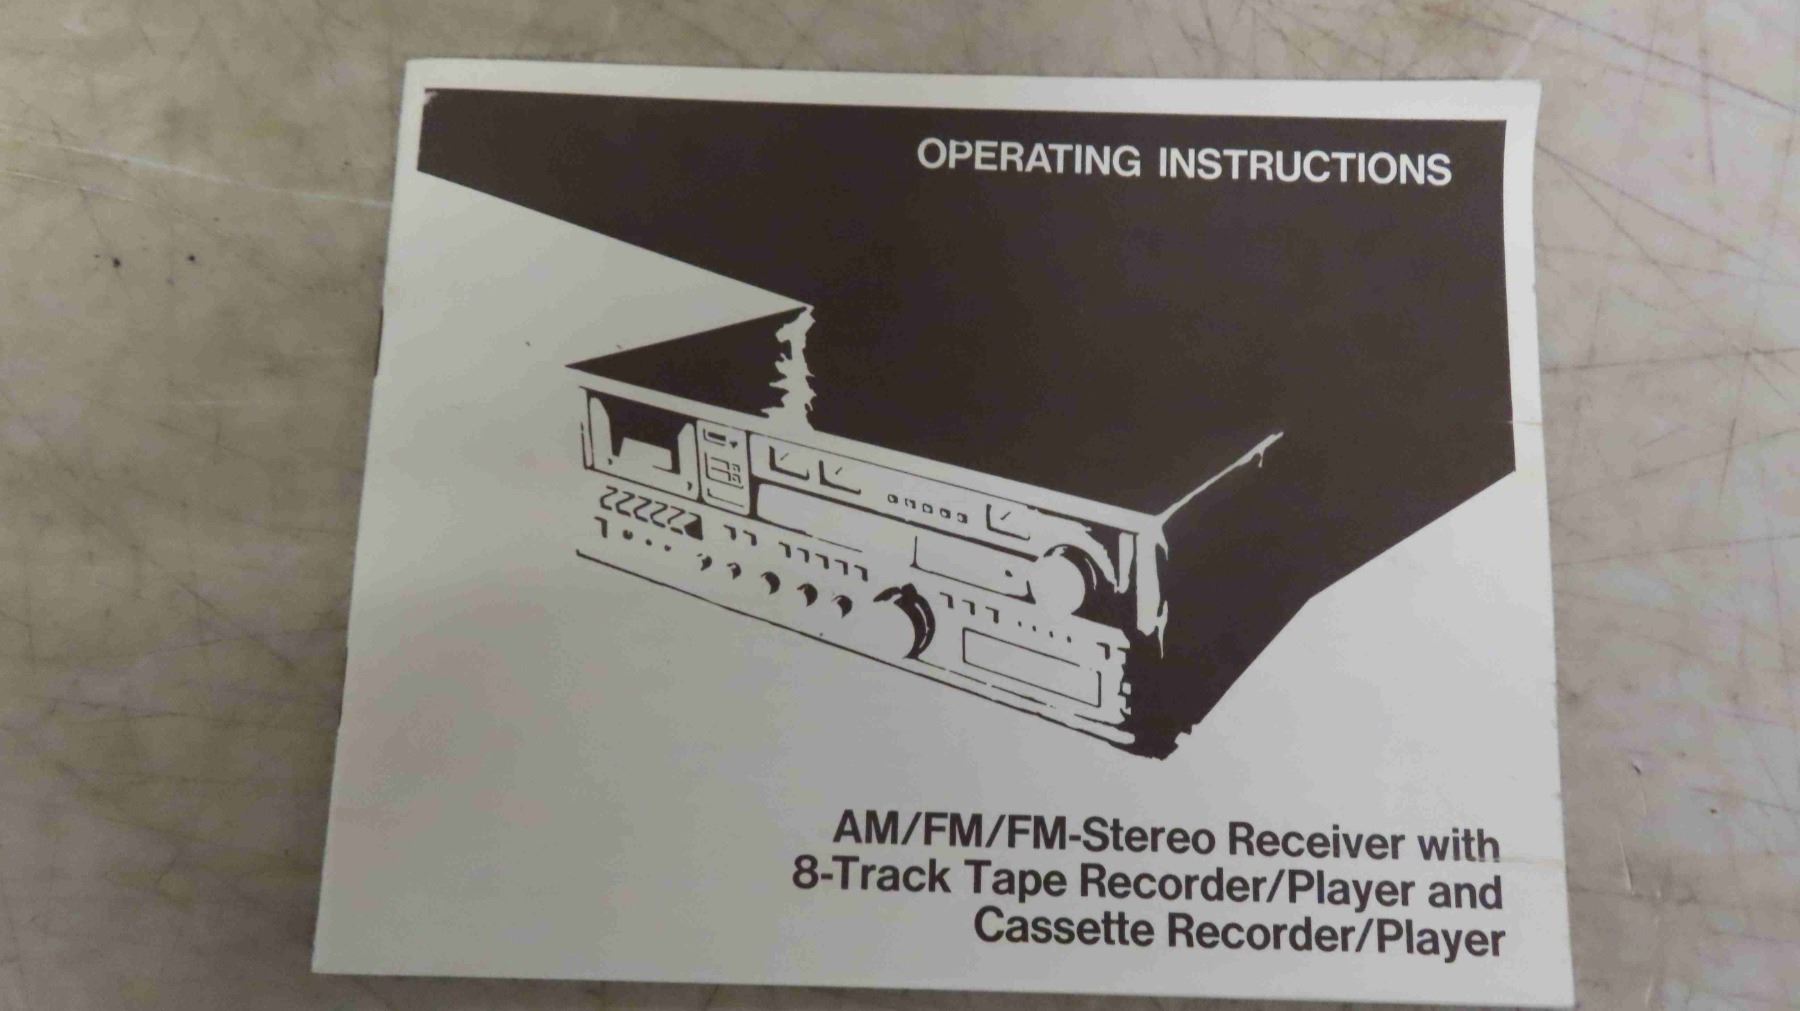 OPERATING INSTRUCTIONS
AM/FM/FM-Stereo Receiver with
8-Track Tape Recorder/Player and
Cassette Recorder/Player